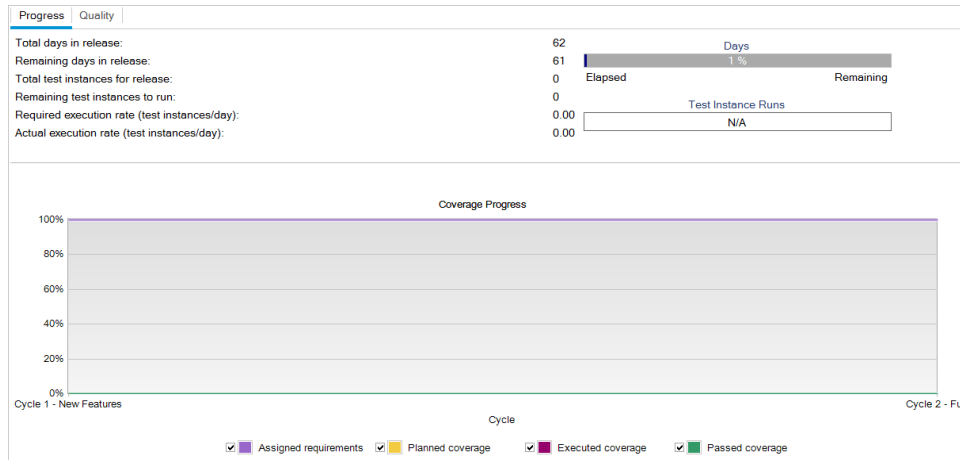 Progress Quality
Total days in release: 62
Remaining days in release: 61
Total test instances for release: 0
Remaining test instances to run: 0
Required execution rate (test instances/day): 0.00
Actual execution rate (test instances/day): 0.00
Days
1 %
Elapsed Remaining
Test Instance Runs
N/A
Coverage Progress
100%
80%
60%
40%
20%
0%
Cycle 1 - New Features Cycle 2 - Fu
Cycle
Assigned requirements Planned coverage Executed coverage Passed coverage